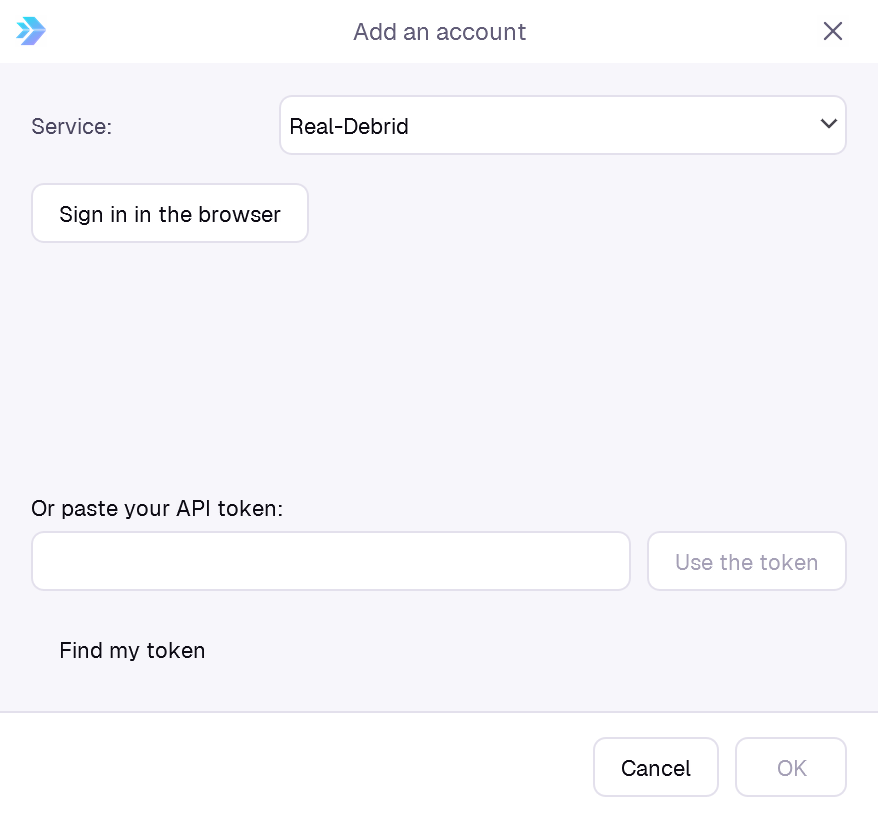 Add an account
Service:
Real-Debrid
Sign in in the browser
Or paste your API token:
Use the token
Find my token
Cancel
OK